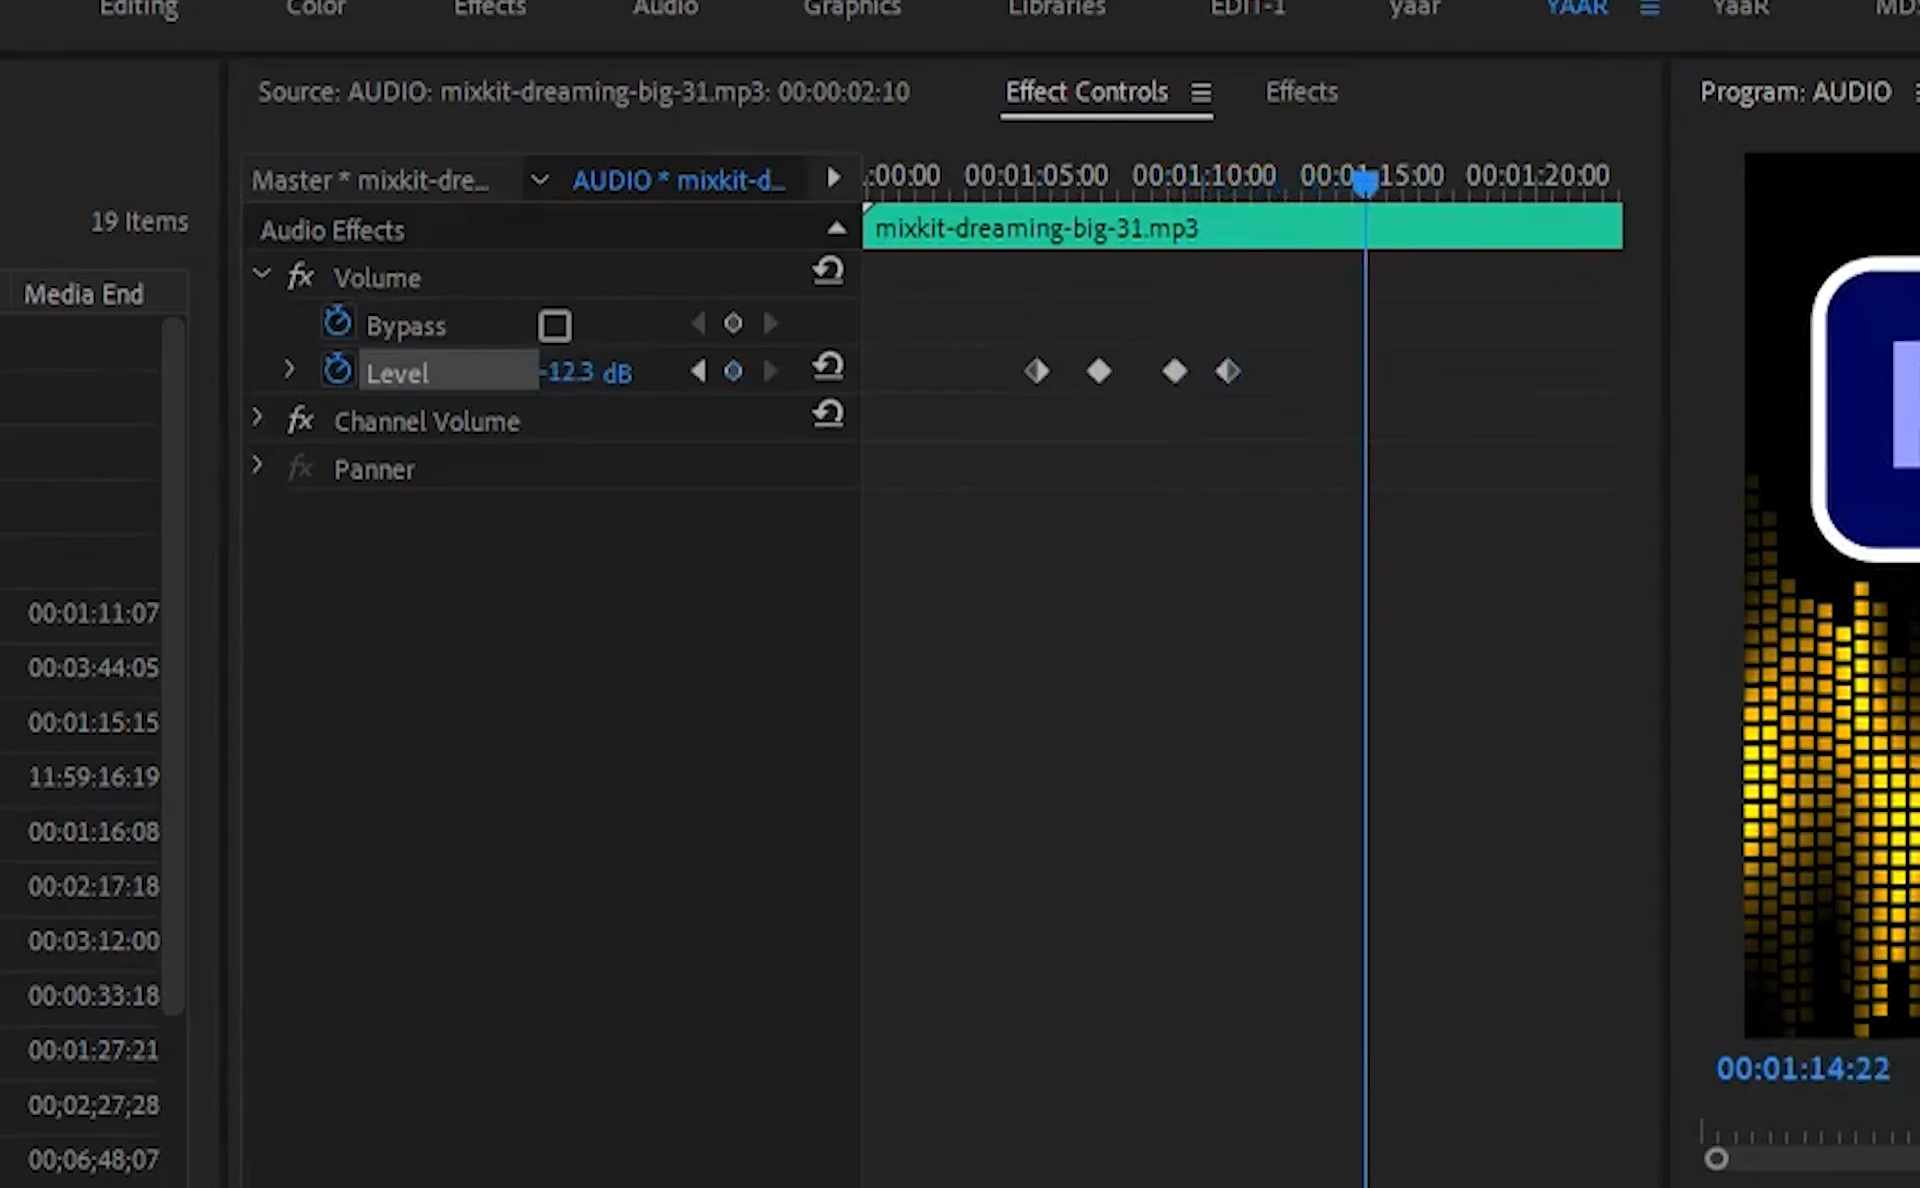 Editing Color Effects Audio Graphics Libraries EDIT-1 yaar YAAR YaaR
Source: AUDIO: mixkit-dreaming-big-31.mp3: 00:00:02:10 Effect Controls Effects Program: AUDIO
Master * mixkit-dre... AUDIO * mixkit-d... :00:00 00:01:05:00 00:01:10:00 00:01:15:00 00:01:20:00
19 Items
Audio Effects mixkit-dreaming-big-31.mp3
fx Volume
Media End
Bypass
Level -12.3 dB
fx Channel Volume
fx Panner
00:01:11:07
00:03:44:05
00:01:15:15
11:59:16:19
00:01:16:08
00:02:17:18
00:03:12:00
00:00:33:18
00:01:27:21
00:01:14:22
00;02;27;28
00;06;48;07